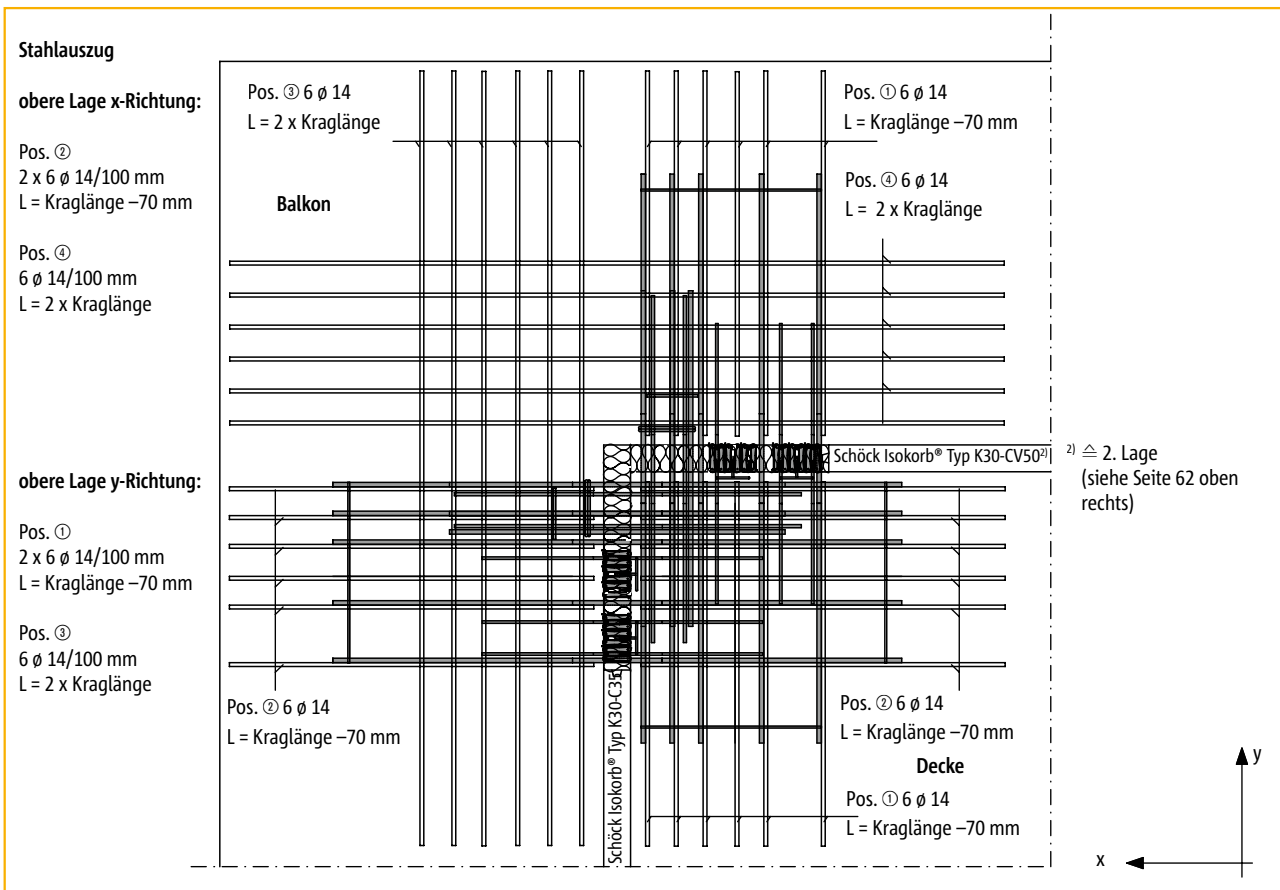 Stahlauszug
obere Lage x-Richtung:
Pos. ②
2 x 6 ø 14/100 mm
L = Kraglänge –70 mm
Pos. ④
6 ø 14/100 mm
L = 2 x Kraglänge
obere Lage y-Richtung:
Pos. ①
2 x 6 ø 14/100 mm
L = Kraglänge –70 mm
Pos. ③
6 ø 14/100 mm
L = 2 x Kraglänge
Pos. ③ 6 ø 14
L = 2 x Kraglänge
Balkon
Pos. ① 6 ø 14
L = Kraglänge –70 mm
Pos. ④ 6 ø 14
L = 2 x Kraglänge
Schöck Isokorb® Typ K30-CV50²⁾
²⁾ ≙ 2. Lage
(siehe Seite 62 oben
rechts)
Pos. ② 6 ø 14
L = Kraglänge –70 mm
Schöck Isokorb® Typ K30-C35
Pos. ② 6 ø 14
L = Kraglänge –70 mm
Decke
Pos. ① 6 ø 14
L = Kraglänge –70 mm
y
x